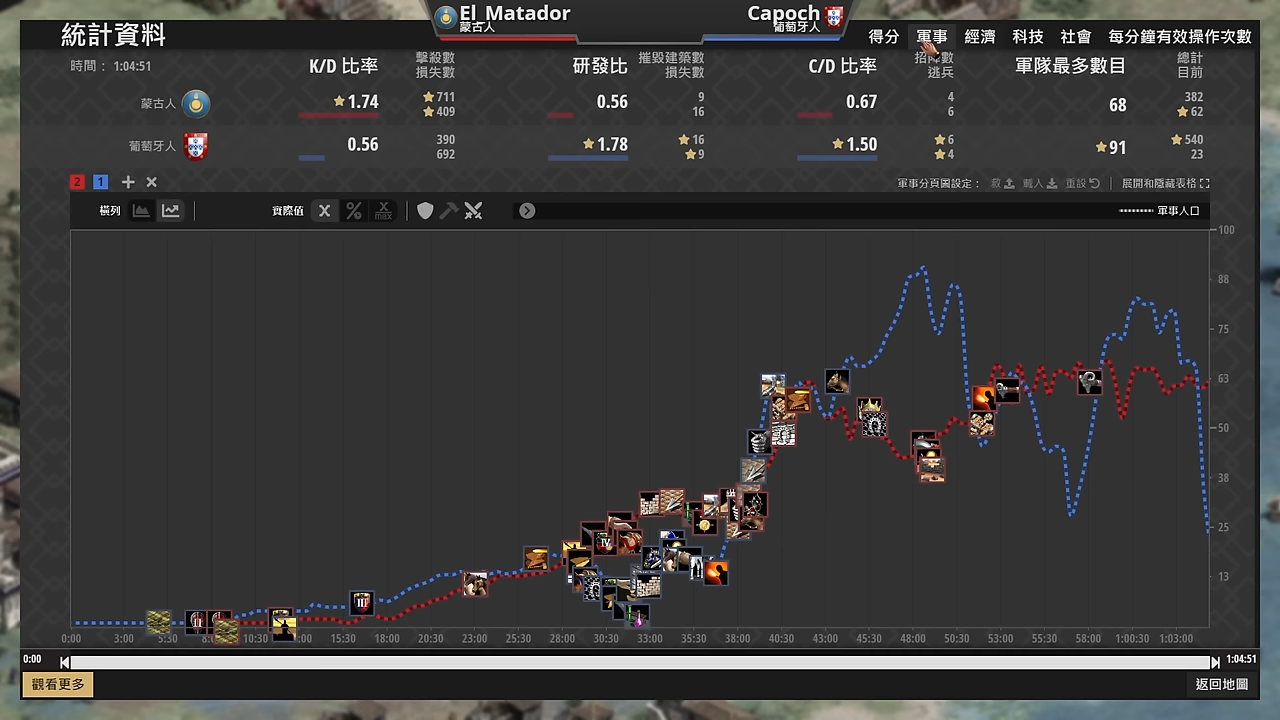 統計資料
El_Matador
蒙古人
Capoch
葡萄牙人
得分 軍事 經濟 科技 社會 每分鐘有效操作次數
時間： 1:04:51
K/D 比率 擊殺數 損失數 研發比 摧毀建築數 損失數 C/D 比率 招降數 逃兵 軍隊最多數目 總計 目前
蒙古人 1.74 711 409 0.56 9 16 0.67 4 6 68 382 62
葡萄牙人 0.56 390 692 1.78 16 9 1.50 6 4 91 540 23
2 1
軍事分頁圖設定： 載入 重設 展開和隱藏表格
橫列 實際值 X % X max 軍事人口
100
88
75
63
50
38
25
13
0:00 3:00 5:30 10:30 15:30 18:00 20:30 23:00 25:30 28:00 30:30 33:00 35:30 38:00 40:30 43:00 45:30 48:00 50:30 53:00 55:30 58:00 1:00:30 1:03:00
0:00 1:04:51
觀看更多 返回地圖